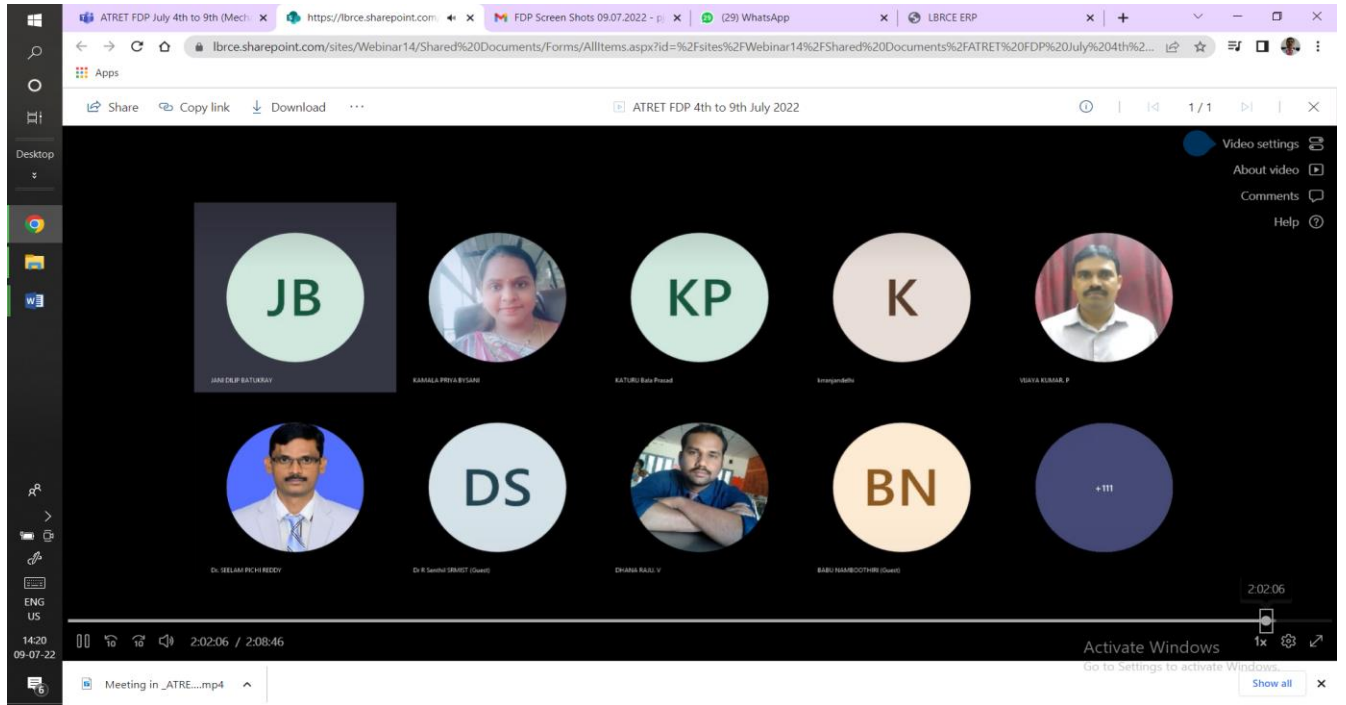 ATRET FDP July 4th to 9th (Mech
https://lbrce.sharepoint.com
FDP Screen Shots 09.07.2022 - p
(29) WhatsApp
LBRCE ERP
lbrce.sharepoint.com/sites/Webinar14/Shared%20Documents/Forms/AllItems.aspx?id=%2Fsites%2FWebinar14%2FShared%20Documents%2FATRET%20FDP%20July%204th%2...
Apps
Share Copy link Download ...
ATRET FDP 4th to 9th July 2022
1 / 1
Desktop
Video settings
About video
Comments
Help
JB
KP
K
JANI DILIP BATUKRAY
KAMALA PRIYA BYSANI
KATURU Bala Prasad
kiranjandelhi
VIJAYA KUMAR. P
DS
BN
+111
Dr. SEELAM PICHI REDDY
Dr R Senthil SRMIST (Guest)
DHANA RAJU. V
BABU NAMBOOTHIRI (Guest)
2:02:06
10 10 2:02:06 / 2:08:46
1x
Activate Windows
Go to Settings to activate Windows.
ENG
US
14:20
09-07-22
6
Meeting in _ATRE....mp4
Show all